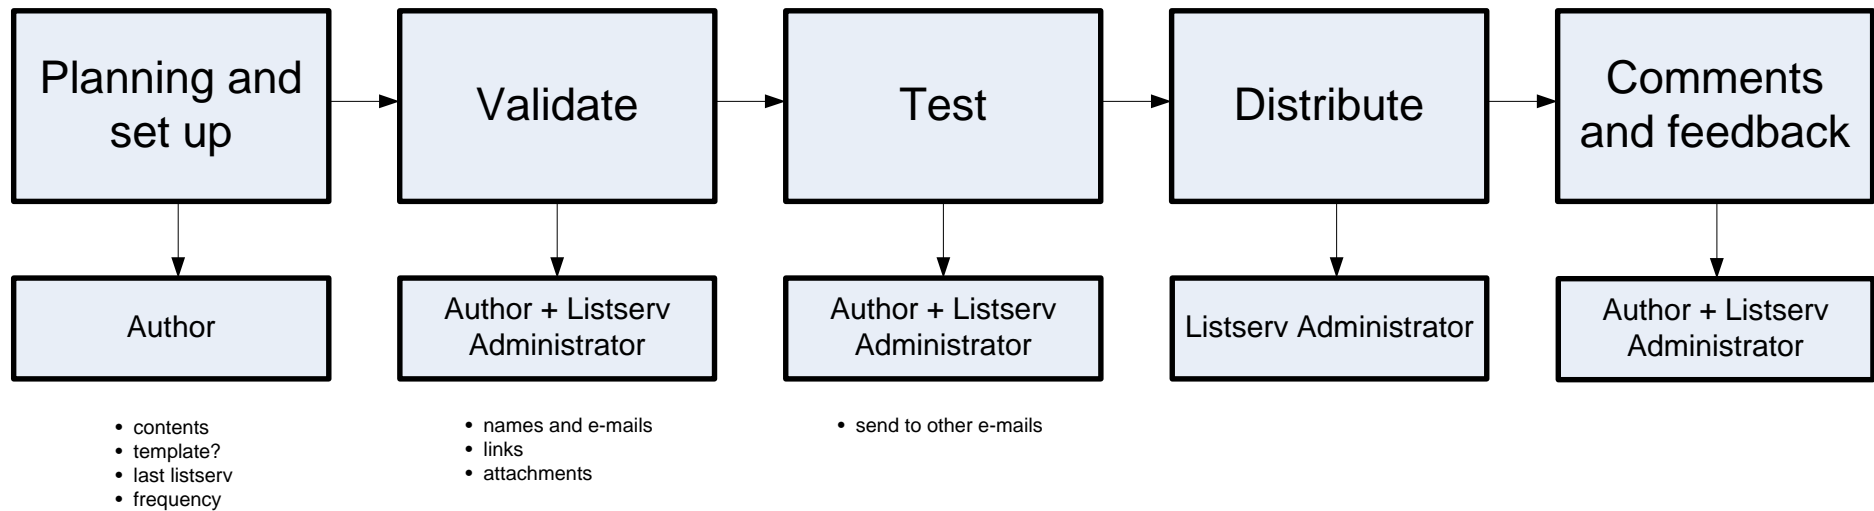 Planning and
set up
Validate
Test
Distribute
Comments
and feedback
Author
Author + Listserv
Administrator
Author + Listserv
Administrator
Listserv Administrator
Author + Listserv
Administrator
• contents
• template?
• last listserv
• frequency
• names and e-mails
• links
• attachments
• send to other e-mails